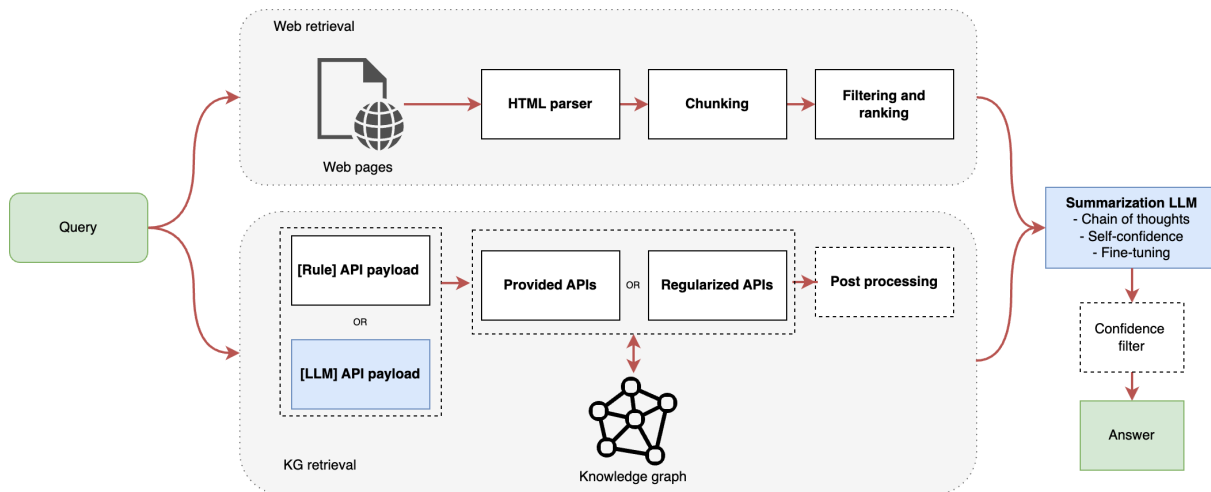 Web retrieval
Web pages
HTML parser
Chunking
Filtering and
ranking
Query
[Rule] API payload
OR
[LLM] API payload
Provided APIs
OR
Regularized APIs
Post processing
Knowledge graph
KG retrieval
Summarization LLM
- Chain of thoughts
- Self-confidence
- Fine-tuning
Confidence
filter
Answer